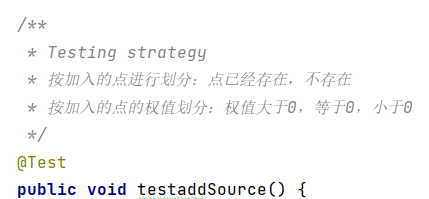 /**
* Testing strategy
* 按加入的点进行划分：点已经存在，不存在
* 按加入的点的权值划分：权值大于0，等于0，小于0
*/
@Test
public void testaddSource() {